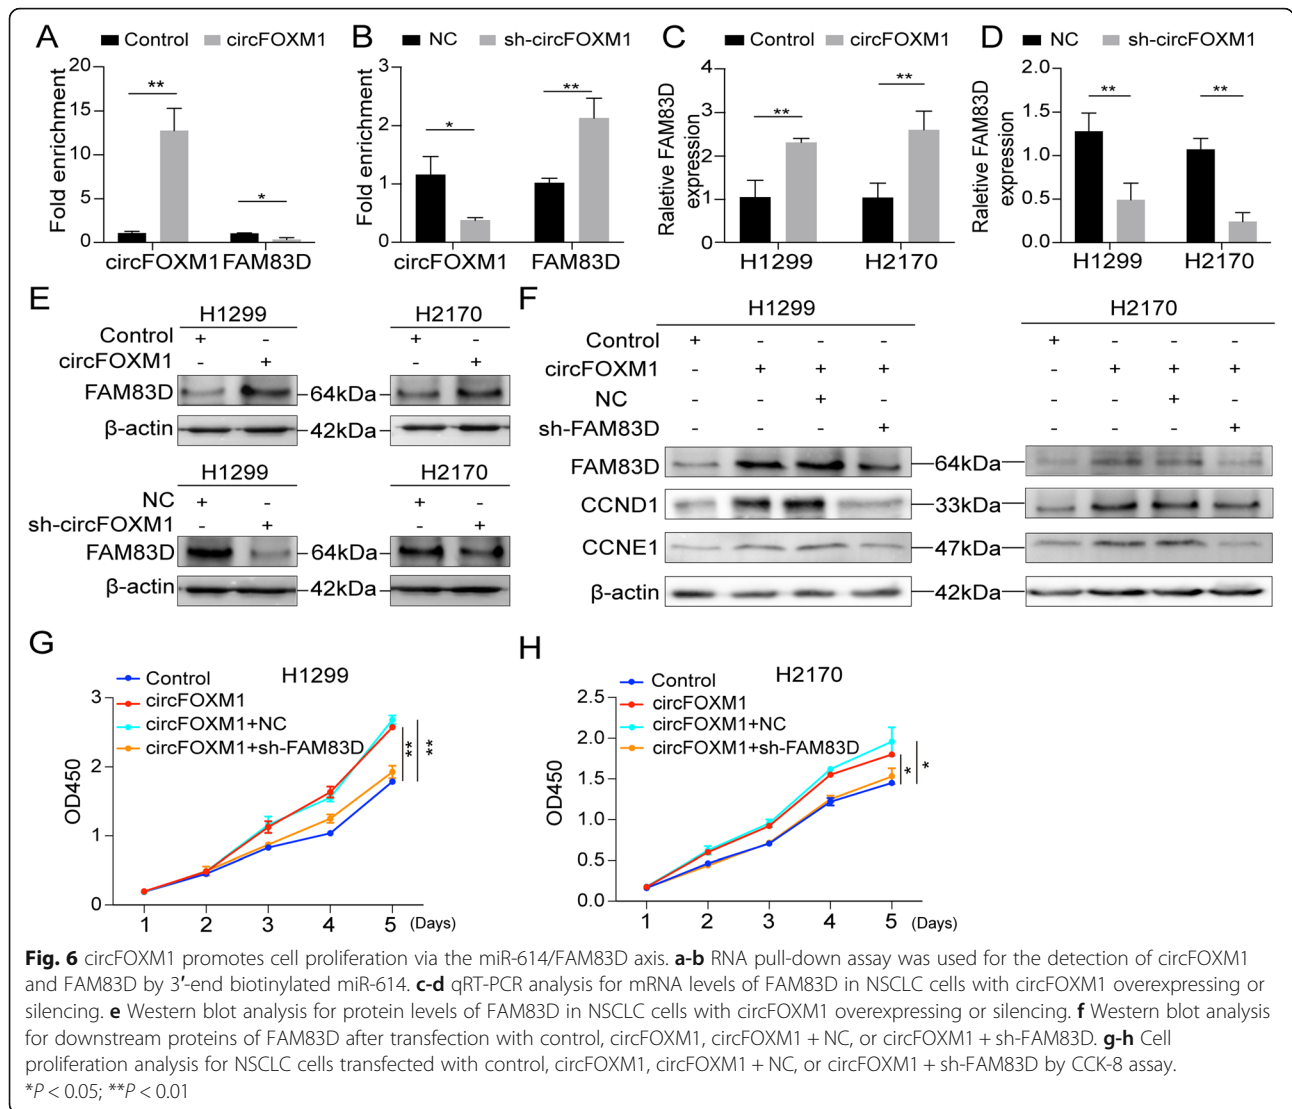 A
Control circFOXM1
Fold enrichment
20
15
10
5
0
**
*
circFOXM1 FAM83D
B
NC sh-circFOXM1
Fold enrichment
3
2
1
0
*
**
circFOXM1 FAM83D
C
Control circFOXM1
Raletive FAM83D
expression
4
3
2
1
0
**
**
H1299 H2170
D
NC sh-circFOXM1
Raletive FAM83D
expression
1.5
1.0
0.5
0.0
**
**
H1299 H2170
E
H1299 H2170
Control + - + -
circFOXM1 - + - +
FAM83D 64kDa
β-actin 42kDa
H1299 H2170
NC + - + -
sh-circFOXM1 - + - +
FAM83D 64kDa
β-actin 42kDa
F
H1299 H2170
Control + - - - + - - -
circFOXM1 - + + + - + + +
NC - - + - - - + -
sh-FAM83D - - - + - - - +
FAM83D 64kDa
CCND1 33kDa
CCNE1 47kDa
β-actin 42kDa
G
H1299
Control
circFOXM1
circFOXM1+NC
circFOXM1+sh-FAM83D
OD450
3
2
1
0
**
**
1 2 3 4 5 (Days)
H
H2170
Control
circFOXM1
circFOXM1+NC
circFOXM1+sh-FAM83D
OD450
2.5
2.0
1.5
1.0
0.5
0.0
*
*
1 2 3 4 5 (Days)
Fig. 6 circFOXM1 promotes cell proliferation via the miR-614/FAM83D axis. a-b RNA pull-down assay was used for the detection of circFOXM1
and FAM83D by 3′-end biotinylated miR-614. c-d qRT-PCR analysis for mRNA levels of FAM83D in NSCLC cells with circFOXM1 overexpressing or
silencing. e Western blot analysis for protein levels of FAM83D in NSCLC cells with circFOXM1 overexpressing or silencing. f Western blot analysis
for downstream proteins of FAM83D after transfection with control, circFOXM1, circFOXM1 + NC, or circFOXM1 + sh-FAM83D. g-h Cell
proliferation analysis for NSCLC cells transfected with control, circFOXM1, circFOXM1 + NC, or circFOXM1 + sh-FAM83D by CCK-8 assay.
*P < 0.05; **P < 0.01